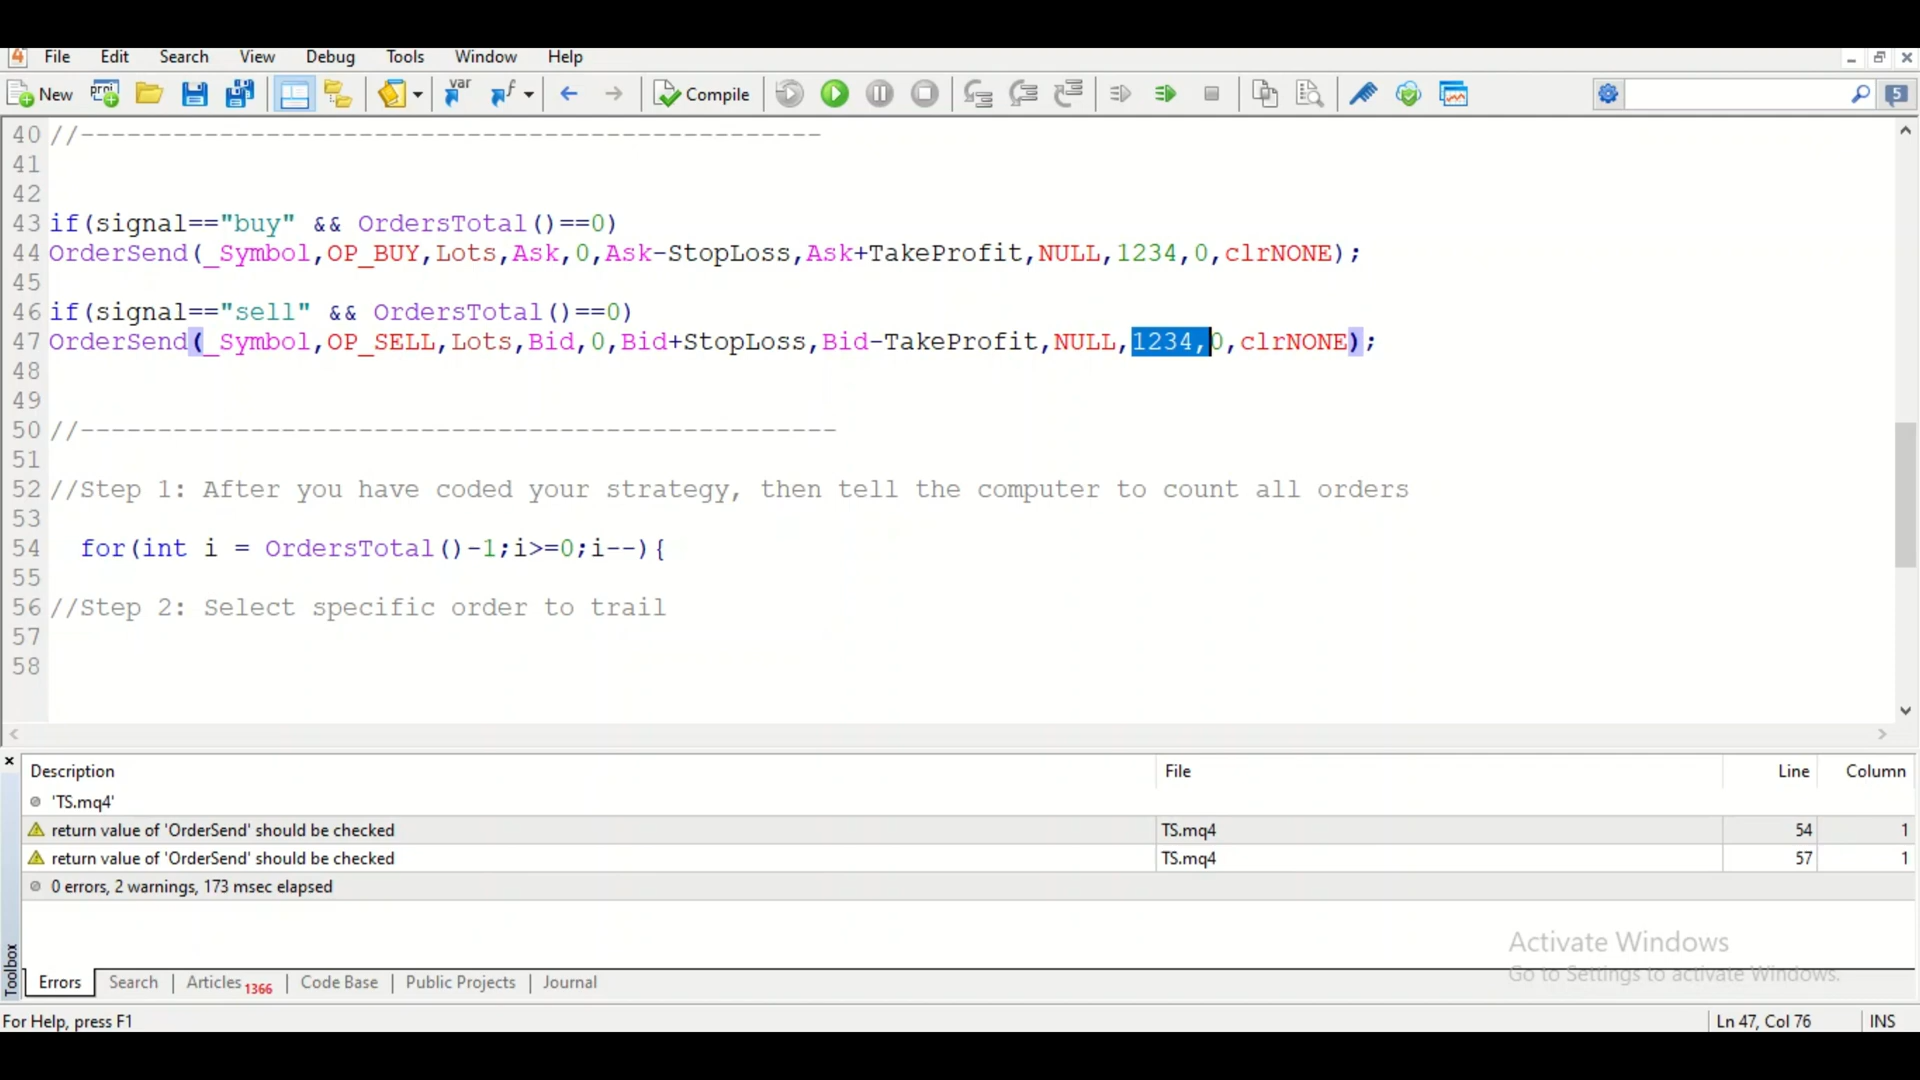 File Edit Search View Debug Tools Window Help
New proj var f Compile 5
40 //------------------------------------------------
41
42
43 if(signal=="buy" && OrdersTotal()==0)
44 OrderSend(_Symbol,OP_BUY,Lots,Ask,0,Ask-StopLoss,Ask+TakeProfit,NULL,1234,0,clrNONE);
45
46 if(signal=="sell" && OrdersTotal()==0)
47 OrderSend(_Symbol,OP_SELL,Lots,Bid,0,Bid+StopLoss,Bid-TakeProfit,NULL,1234,0,clrNONE);
48
49
50 //-------------------------------------------------
51
52 //Step 1: After you have coded your strategy, then tell the computer to count all orders
53
54 for(int i = OrdersTotal()-1;i>=0;i--){
55
56 //Step 2: Select specific order to trail
57
58
Description File Line Column
'TS.mq4'
return value of 'OrderSend' should be checked TS.mq4 54 1
return value of 'OrderSend' should be checked TS.mq4 57 1
0 errors, 2 warnings, 173 msec elapsed
Activate Windows
Go to Settings to activate Windows.
Toolbox
Errors Search Articles 1366 Code Base Public Projects Journal
For Help, press F1 Ln 47, Col 76 INS